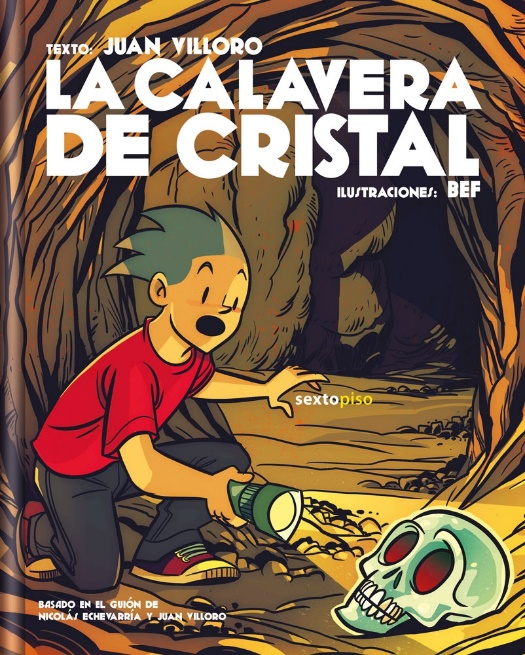 TEXTO: JUAN VILLORO
LA CALAVERA
DE CRISTAL
ILUSTRACIONES: BEF
sextopiso
BASADO EN EL GUIÓN DE
NICOLÁS ECHEVARRÍA Y JUAN VILLORO